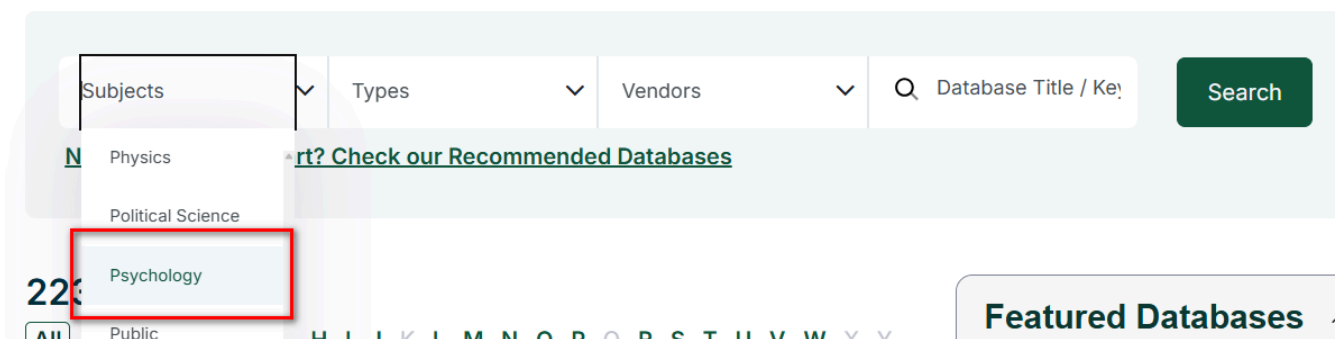 Subjects
Types
Vendors
Database Title / Key
Search
Physics
N
rt? Check our Recommended Databases
Political Science
Psychology
223
Featured Databases
All
Public
H I J K L M N O P Q R S T U V W X Y